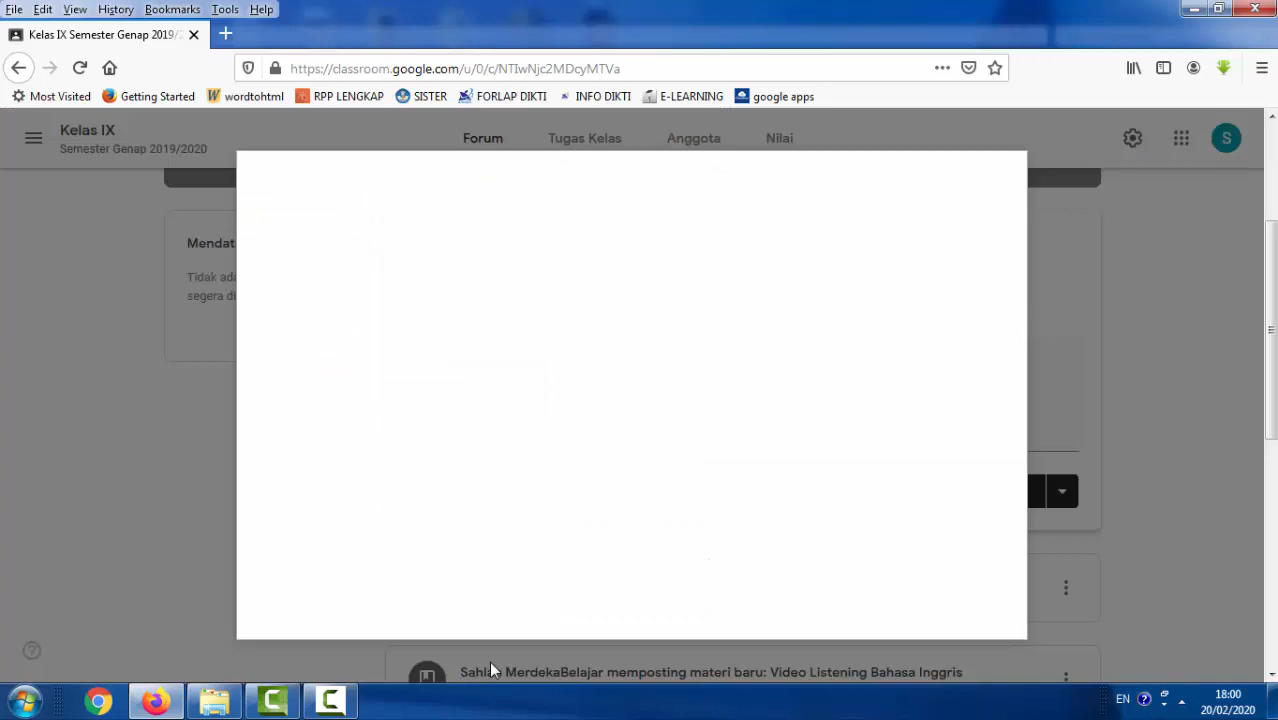 File Edit View History Bookmarks Tools Help
Kelas IX Semester Genap 2019/2
https://classroom.google.com/u/0/c/NTIwNjc2MDcyMTVa
Most Visited Getting Started wordtohtml RPP LENGKAP SISTER FORLAP DIKTI INFO DIKTI E-LEARNING google apps
Kelas IX
Semester Genap 2019/2020
Forum Tugas Kelas Anggota Nilai
S
Mendat
Tidak ada
segera di
MerdekaBelajar memposting materi baru: Video Listening Bahasa Inggris
EN
18:00
20/02/2020